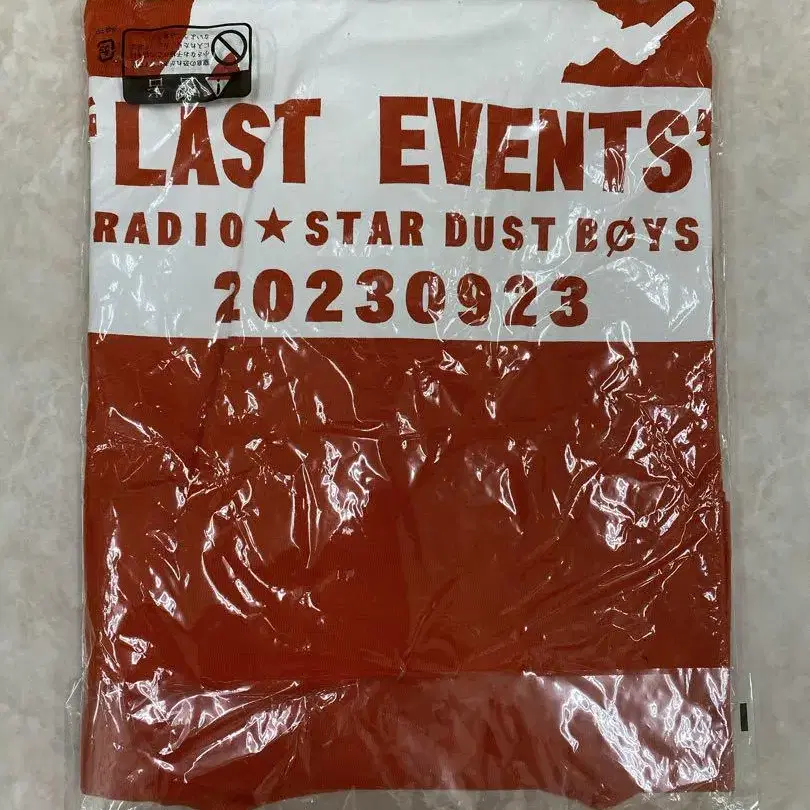 'LAST EVENTS'
RADIO★STAR DUST BØYS
20230923